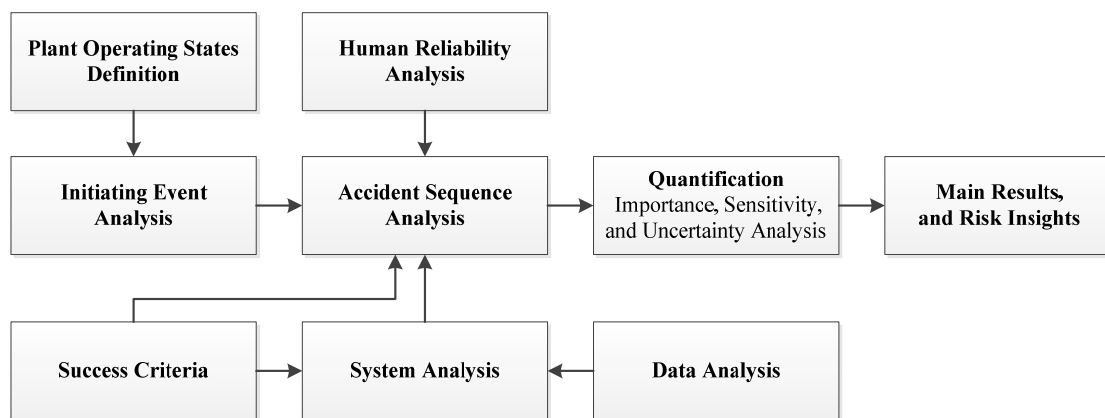 Plant Operating States
Definition
Human Reliability
Analysis
Initiating Event
Analysis
Accident Sequence
Analysis
Quantification
Importance, Sensitivity,
and Uncertainty Analysis
Main Results,
and Risk Insights
Success Criteria
System Analysis
Data Analysis